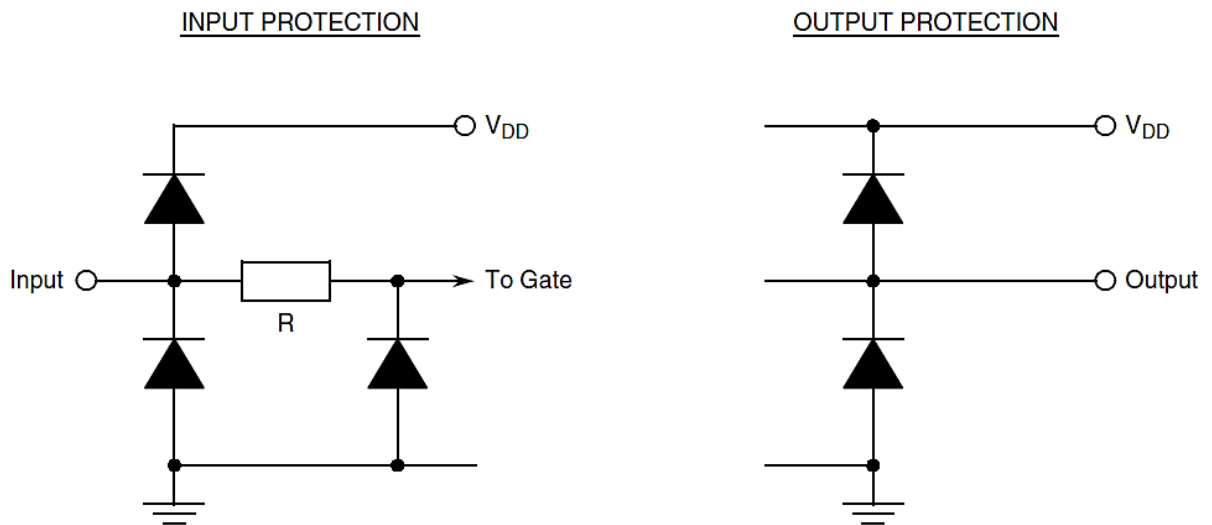 INPUT PROTECTION
OUTPUT PROTECTION
VDD
VDD
Input
R
To Gate
Output